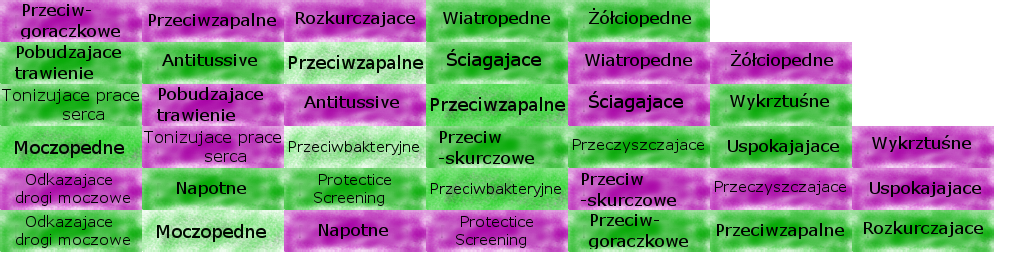 Przeciw-
goraczkowe
Przeciwzapalne
Rozkurczajace
Wiatropedne
Żółciopedne
Pobudzajace
trawienie
Antitussive
Przeciwzapalne
Ściagajace
Wiatropedne
Żółciopedne
Tonizujace prace
serca
Pobudzajace
trawienie
Antitussive
Przeciwzapalne
Ściagajace
Wykrztuśne
Moczopedne
Tonizujace prace
serca
Przeciwbakteryjne
Przeciw
-skurczowe
Przeczyszczajace
Uspokajajace
Wykrztuśne
Odkazajace
drogi moczowe
Napotne
Protectice
Screening
Przeciwbakteryjne
Przeciw
-skurczowe
Przeczyszczajace
Uspokajajace
Odkazajace
drogi moczowe
Moczopedne
Napotne
Protectice
Screening
Przeciw-
goraczkowe
Przeciwzapalne
Rozkurczajace